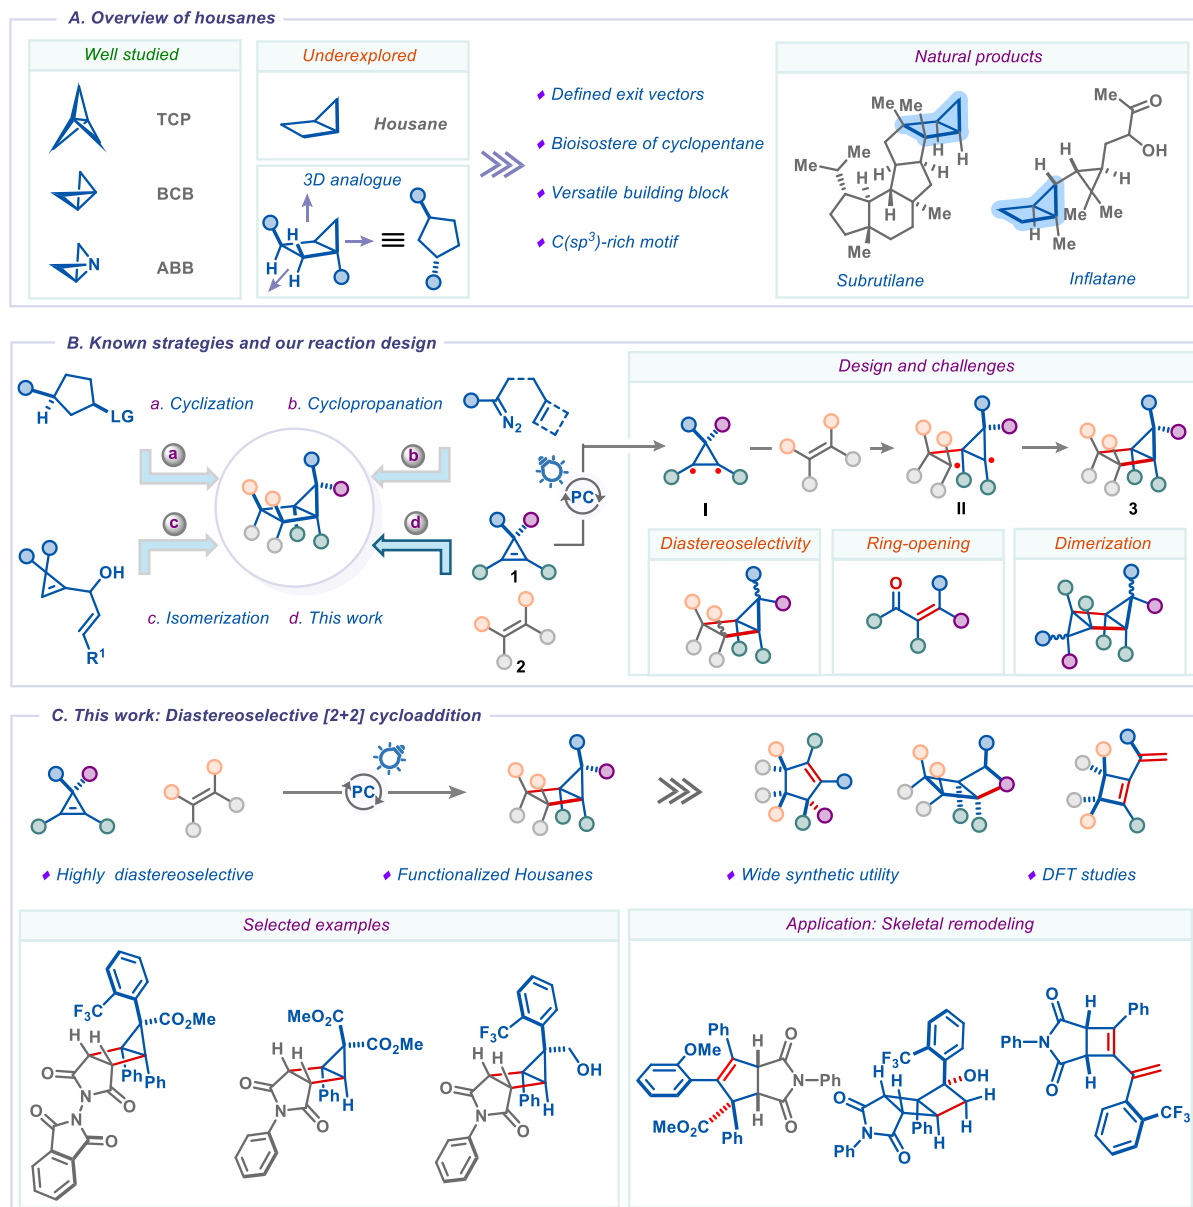 A. Overview of housanes
Well studied
TCP
BCB
ABB
N
Underexplored
Housane
3D analogue
H
H
H
♦ Defined exit vectors
♦ Bioisostere of cyclopentane
♦ Versatile building block
♦ C(sp³)-rich motif
Natural products
Me
Me
Me
Me
H
H
H
H
H
H
Me
Me
Subrutilane
Me
O
OH
H
H
H
H
Me
Me
Me
Inflatane
B. Known strategies and our reaction design
H
LG
a. Cyclization
b. Cyclopropanation
N₂
a
b
c
d
OH
R¹
c. Isomerization
d. This work
PC
1
2
Design and challenges
I
II
3
Diastereoselectivity
Ring-opening
O
Dimerization
C. This work: Diastereoselective [2+2] cycloaddition
PC
♦ Highly diastereoselective
♦ Functionalized Housanes
♦ Wide synthetic utility
♦ DFT studies
Selected examples
F₃C
CO₂Me
H
H
O
Ph
Ph
N
O
N
O
O
MeO₂C
CO₂Me
H
H
O
Ph
H
N
O
F₃C
OH
H
H
O
Ph
H
N
O
Application: Skeletal remodeling
Ph
OMe
H
O
N
Ph
H
O
MeO₂C
Ph
F₃C
OH
H
H
H
H
O
Ph
H
N
Ph
O
O
H
Ph
Ph
N
H
O
CF₃